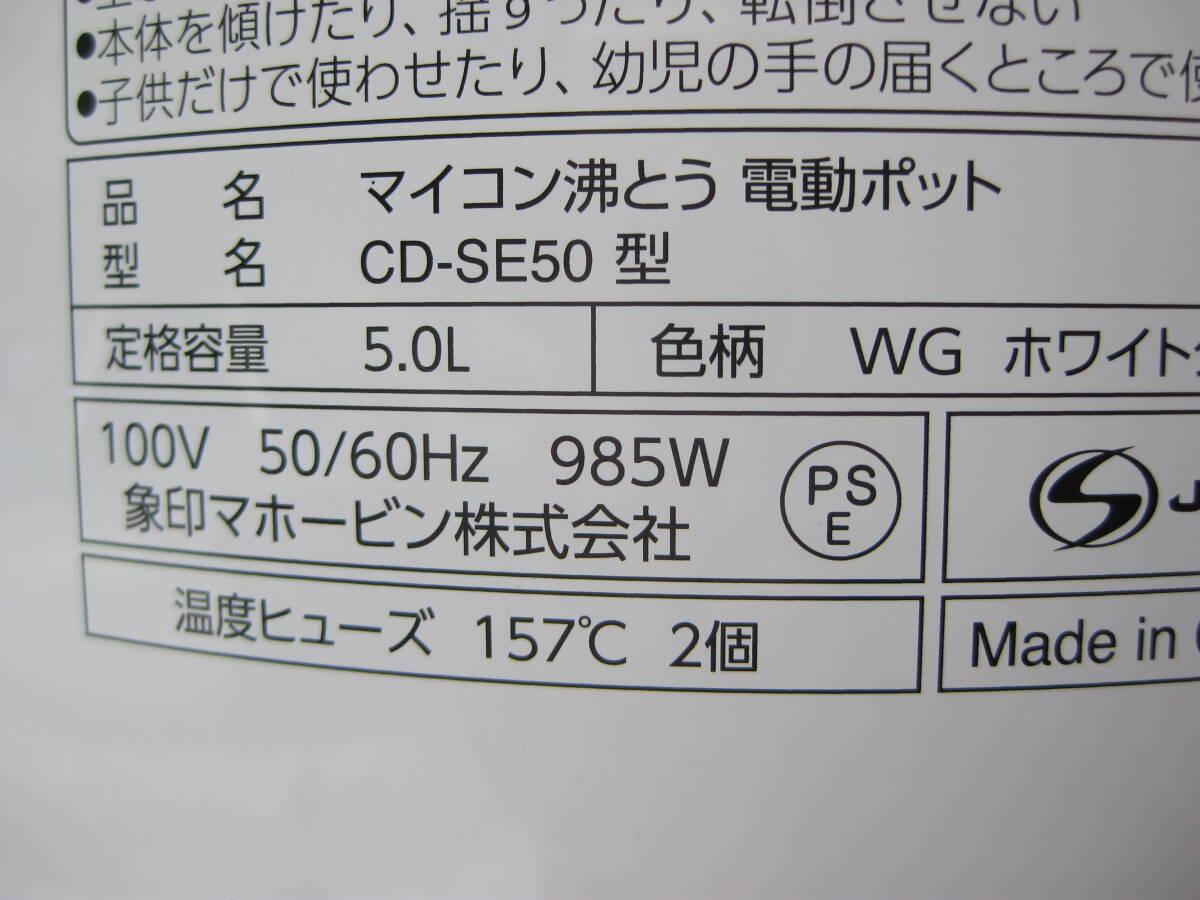 ●本体を傾けたり、揺すったり、転倒させない
●子供だけで使わせたり、幼児の手の届くところで使
品 名 マイコン沸とう 電動ポット
型 名 CD-SE50 型
定格容量 5.0L 色柄 WG ホワイト
100V 50/60Hz 985W
象印マホービン株式会社
PS
E
温度ヒューズ 157℃ 2個
Made in